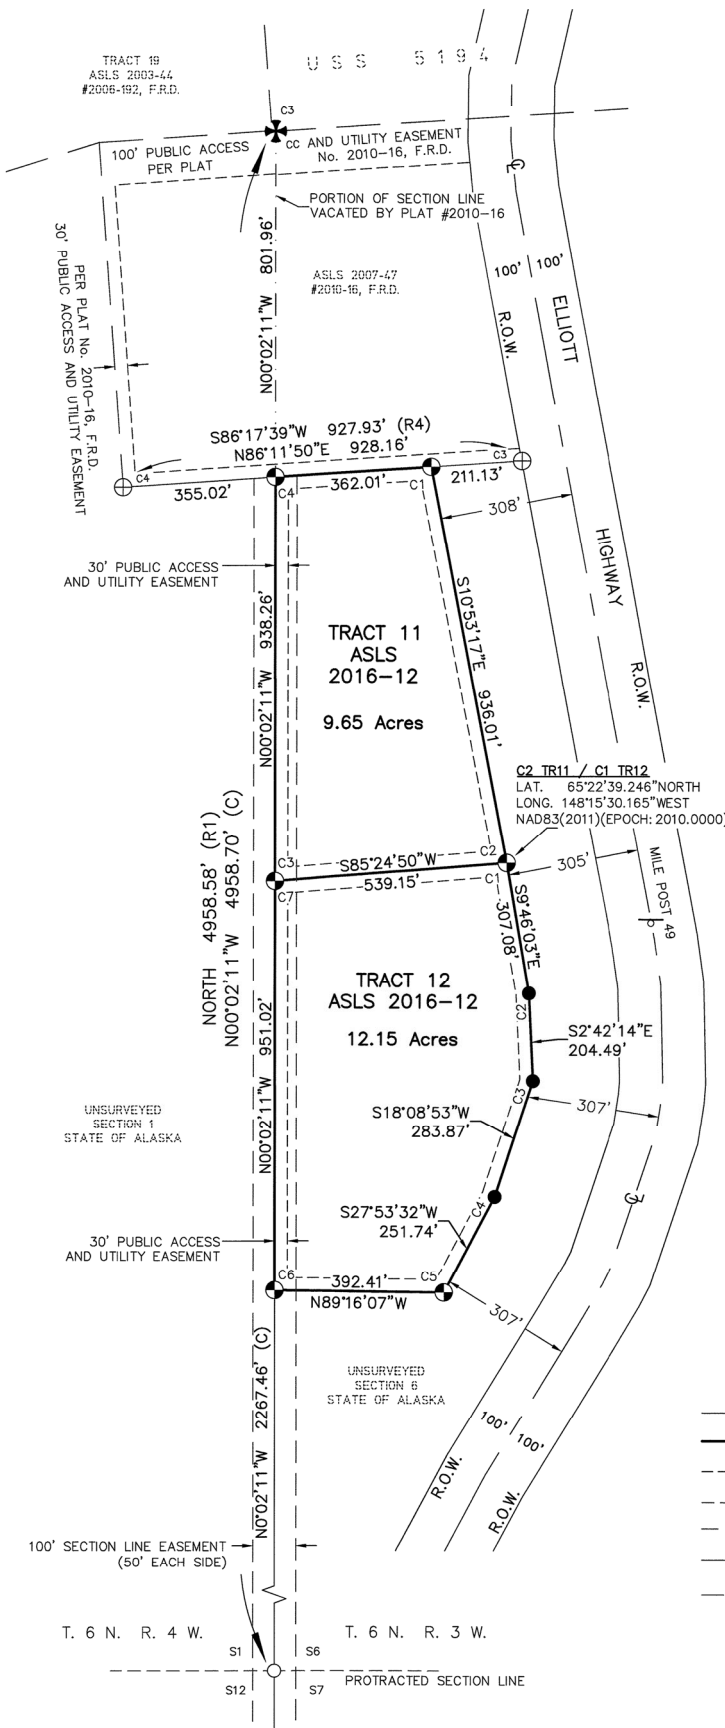 USS 5194
TRACT 19
ASLS 2003-44
#2006-192, F.R.D.
C3
CC AND UTILITY EASEMENT
No. 2010-16, F.R.D.
100' PUBLIC ACCESS
PER PLAT
PORTION OF SECTION LINE
VACATED BY PLAT #2010-16
N00°02'11"W 801.96'
30' PUBLIC ACCESS AND UTILITY EASEMENT
PER PLAT No. 2010-16, F.R.D.
ASLS 2007-47
#2010-16, F.R.D.
100' 100'
ELLIOTT
R.O.W.
S86°17'39"W 927.93' (R4)
N86°11'50"E 928.16'
C4
C3
355.02'
C4
362.01'
C1
211.13'
308'
HIGHWAY
R.O.W.
30' PUBLIC ACCESS
AND UTILITY EASEMENT
N00°02'11"W 938.26'
S10°53'17"E 936.01'
TRACT 11
ASLS
2016-12
9.65 Acres
C2 TR11 / C1 TR12
LAT. 65°22'39.246"NORTH
LONG. 148°15'30.165"WEST
NAD83(2011)(EPOCH: 2010.0000)
C3
S85°24'50"W
C2
C7
539.15'
C1
305'
MILE POST 49
S9°46'03"E
307.08'
NORTH 4958.58' (R1)
N00°02'11"W 4958.70' (C)
N00°02'11"W 951.02'
TRACT 12
ASLS 2016-12
12.15 Acres
C2
S2°42'14"E
204.49'
C3
307'
UNSURVEYED
SECTION 1
STATE OF ALASKA
S18°08'53"W
283.87'
C4
S27°53'32"W
251.74'
30' PUBLIC ACCESS
AND UTILITY EASEMENT
C6
392.41'
C5
N89°16'07"W
307'
N0°02'11"W 2267.46' (C)
UNSURVEYED
SECTION 6
STATE OF ALASKA
100' 100'
R.O.W.
R.O.W.
100' SECTION LINE EASEMENT
(50' EACH SIDE)
T. 6 N. R. 4 W.
T. 6 N. R. 3 W.
S1
S6
S12
S7
PROTRACTED SECTION LINE